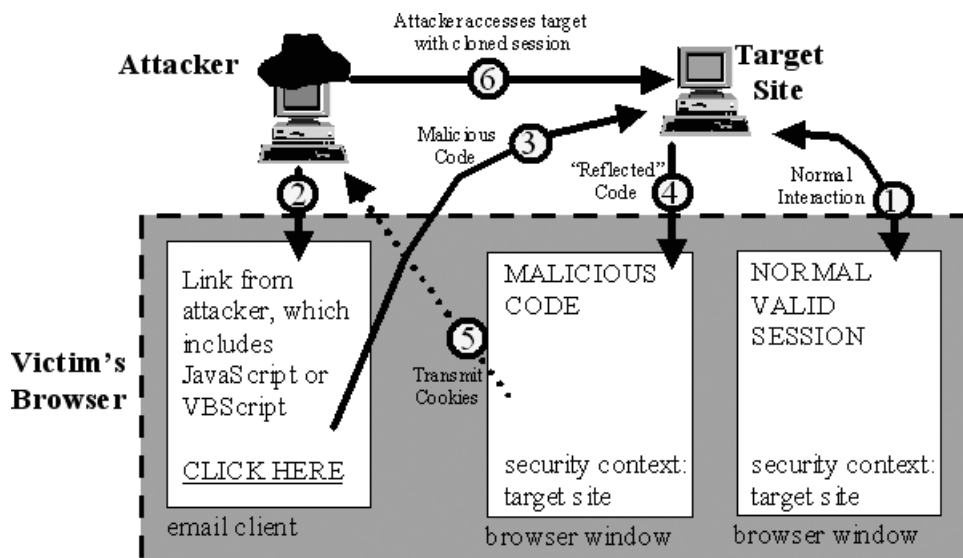 Attacker accesses target
with cloned session
Attacker
6
Target
Site
Malicious
Code
3
"Reflected"
Code
4
Normal
Interaction
1
2
Link from
attacker, which
includes
JavaScript or
VBScript
CLICK HERE
email client
5
Transmit
Cookies
MALICIOUS
CODE
security context:
target site
browser window
NORMAL
VALID
SESSION
security context:
target site
browser window
Victim's
Browser